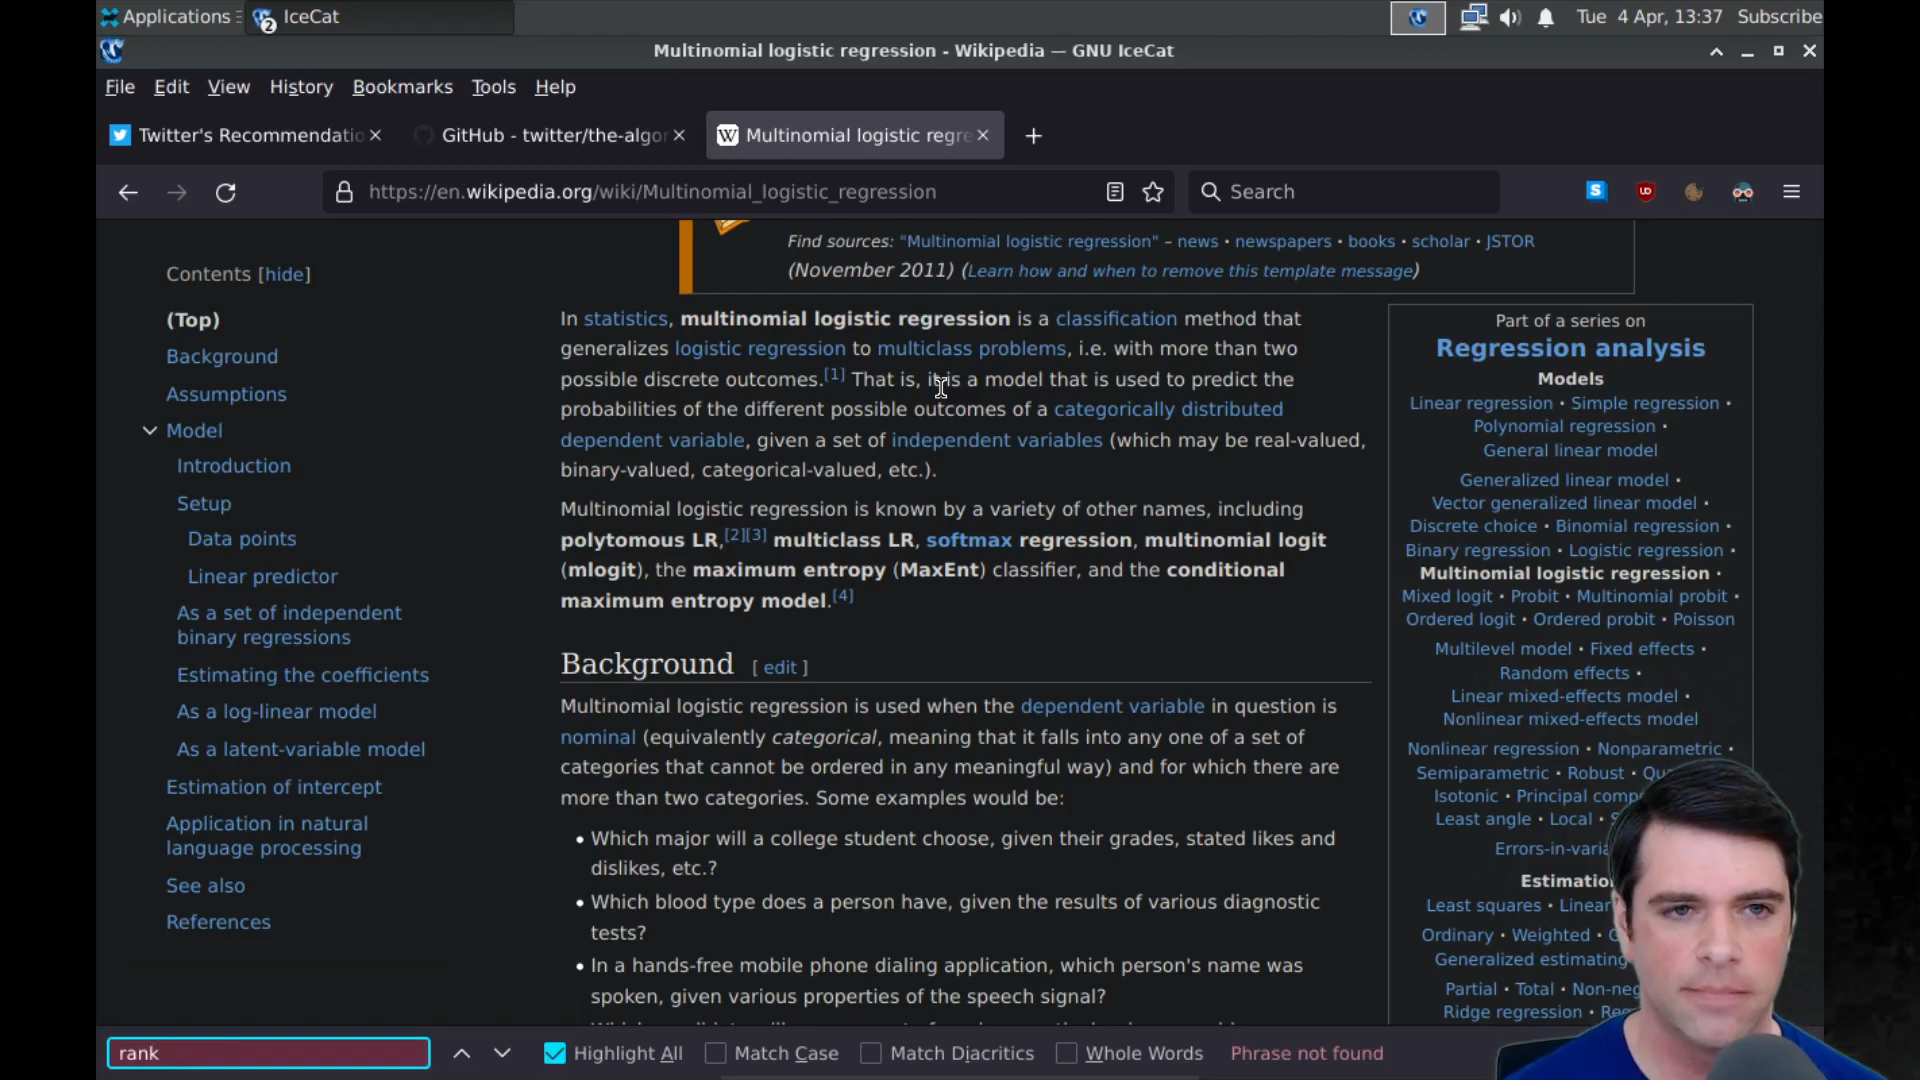 Applications
2
IceCat
Tue 4 Apr, 13:37
Subscribe
Multinomial logistic regression - Wikipedia — GNU IceCat
File Edit View History Bookmarks Tools Help
Twitter's Recommendatio
GitHub - twitter/the-algor
W
Multinomial logistic regre
https://en.wikipedia.org/wiki/Multinomial_logistic_regression
Search
Contents [hide]
(Top)
Background
Assumptions
Model
Introduction
Setup
Data points
Linear predictor
As a set of independent
binary regressions
Estimating the coefficients
As a log-linear model
As a latent-variable model
Estimation of intercept
Application in natural
language processing
See also
References
Find sources: "Multinomial logistic regression" – news · newspapers · books · scholar · JSTOR
(November 2011) (Learn how and when to remove this template message)
In statistics, multinomial logistic regression is a classification method that
generalizes logistic regression to multiclass problems, i.e. with more than two
possible discrete outcomes.[1] That is, it is a model that is used to predict the
probabilities of the different possible outcomes of a categorically distributed
dependent variable, given a set of independent variables (which may be real-valued,
binary-valued, categorical-valued, etc.).
Multinomial logistic regression is known by a variety of other names, including
polytomous LR,[2][3] multiclass LR, softmax regression, multinomial logit
(mlogit), the maximum entropy (MaxEnt) classifier, and the conditional
maximum entropy model.[4]
Background [ edit ]
Multinomial logistic regression is used when the dependent variable in question is
nominal (equivalently categorical, meaning that it falls into any one of a set of
categories that cannot be ordered in any meaningful way) and for which there are
more than two categories. Some examples would be:
• Which major will a college student choose, given their grades, stated likes and
dislikes, etc.?
• Which blood type does a person have, given the results of various diagnostic
tests?
• In a hands-free mobile phone dialing application, which person's name was
spoken, given various properties of the speech signal?
Part of a series on
Regression analysis
Models
Linear regression · Simple regression ·
Polynomial regression ·
General linear model
Generalized linear model ·
Vector generalized linear model ·
Discrete choice · Binomial regression ·
Binary regression · Logistic regression ·
Multinomial logistic regression ·
Mixed logit · Probit · Multinomial probit ·
Ordered logit · Ordered probit · Poisson
Multilevel model · Fixed effects ·
Random effects ·
Linear mixed-effects model ·
Nonlinear mixed-effects model
Nonlinear regression · Nonparametric ·
Semiparametric · Robust ·
Isotonic · Principal comp
Least angle · Local ·
Errors-in-varia
Estimation
Least squares · Linear
Ordinary · Weighted ·
Generalized estimating
Partial · Total · Non-neg
Ridge regression ·
rank
Highlight All
Match Case
Match Diacritics
Whole Words
Phrase not found